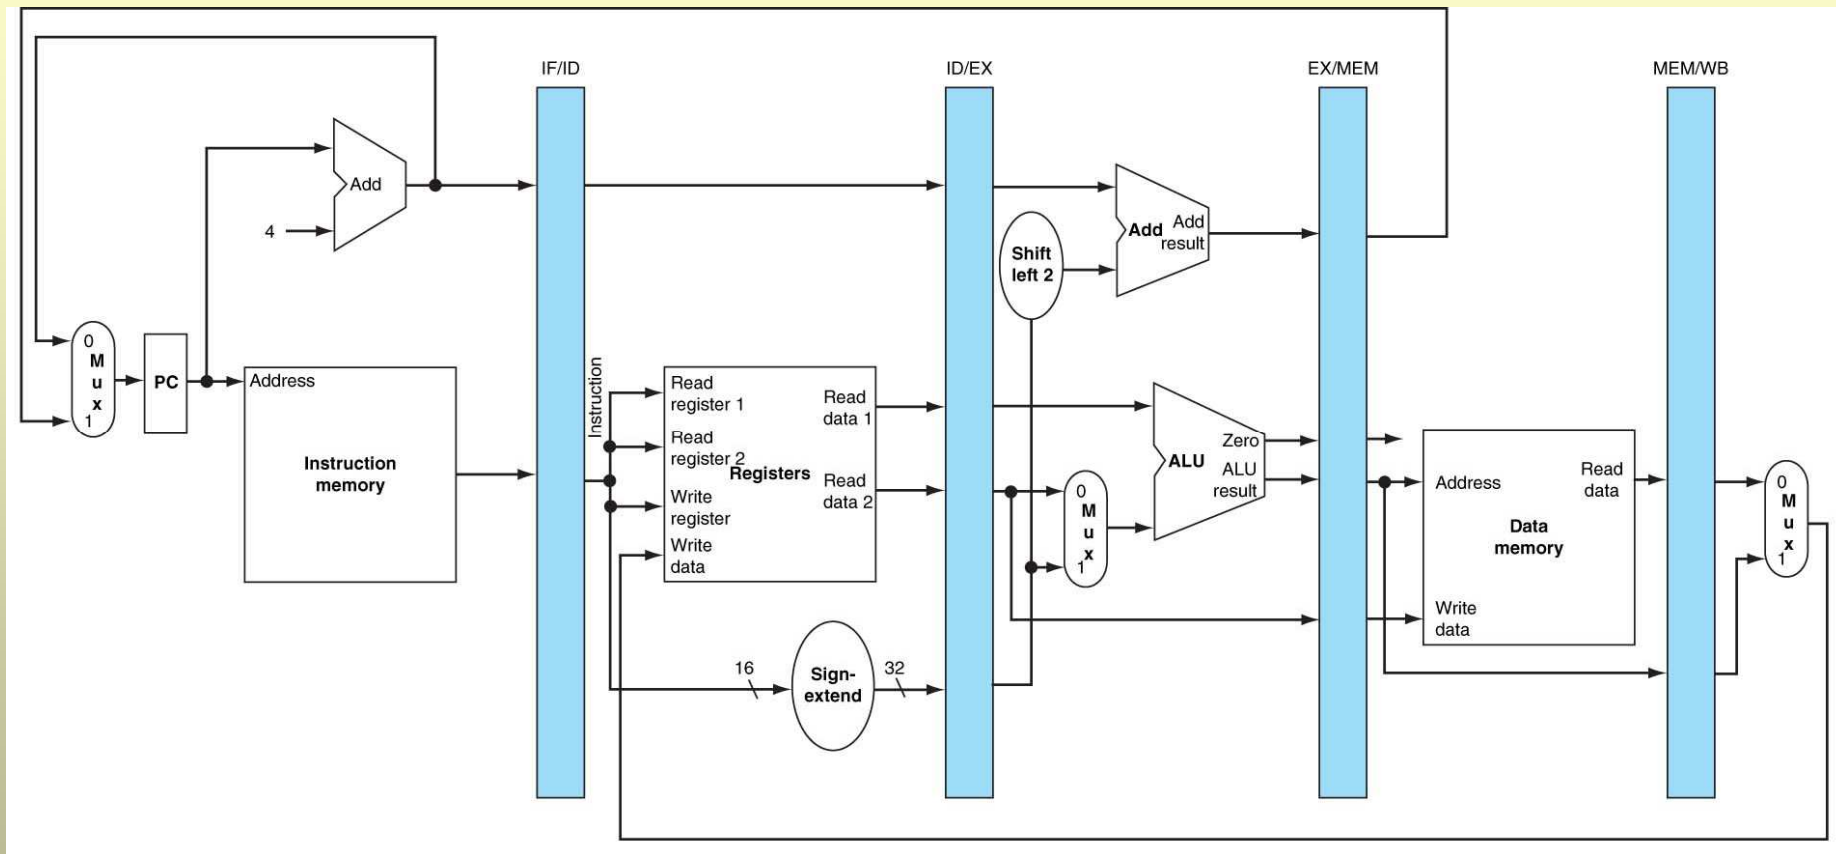 IF/ID
ID/EX
EX/MEM
MEM/WB
Add
4
Shift
left 2
Add
Add
result
0
M
u
x
1
PC
Address
Instruction
memory
Instruction
Read
register 1
Read
register 2
Write
register
Write
data
Registers
Read
data 1
Read
data 2
16
Sign-
extend
32
0
M
u
x
1
Zero
ALU
ALU
result
Address
Read
data
Data
memory
Write
data
0
M
u
x
1